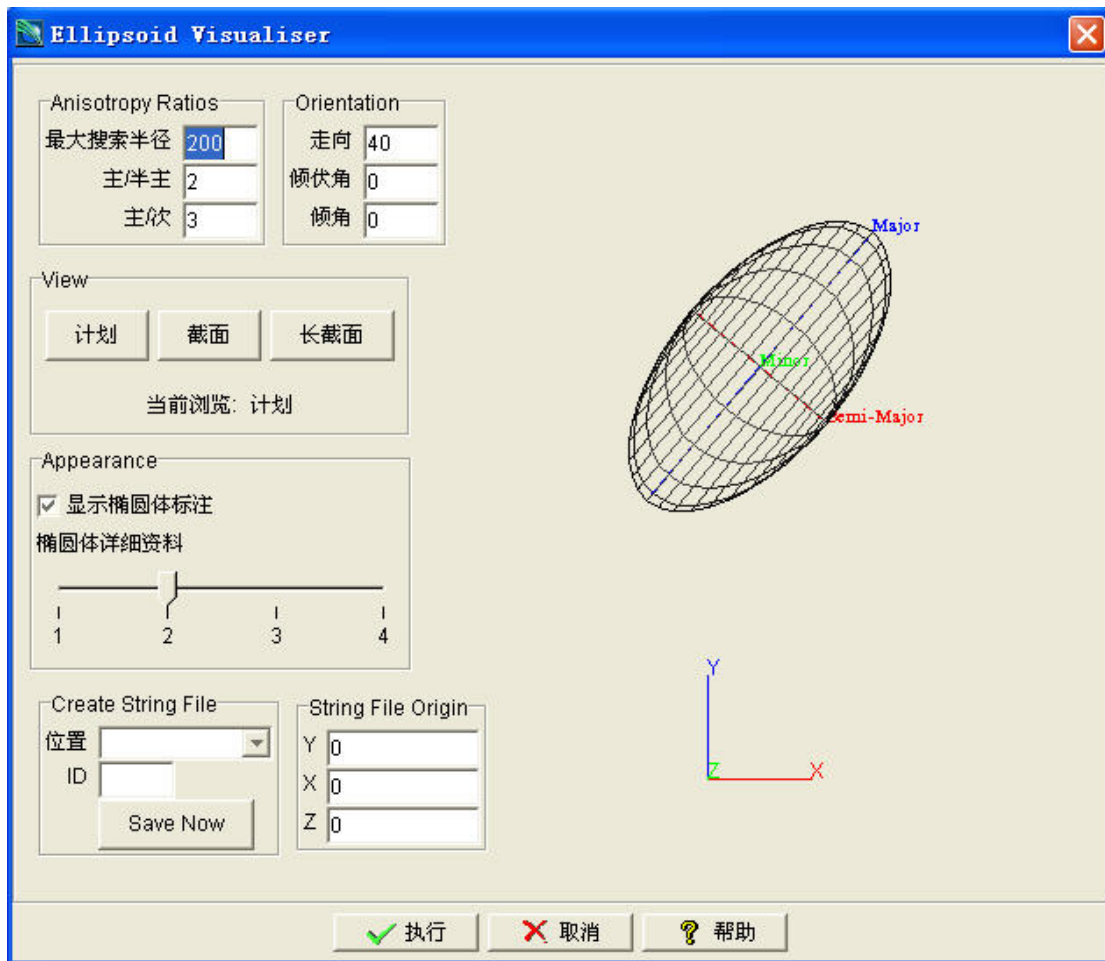 Ellipsoid Visualiser
Anisotropy Ratios
最大搜索半径 200
主/半主 2
主/次 3
Orientation
走向 40
倾伏角 0
倾角 0
View
计划 截面 长截面
当前浏览: 计划
Appearance
显示椭圆体标注
椭圆体详细资料
1 2 3 4
Create String File
位置
ID
Save Now
String File Origin
Y 0
X 0
Z 0
Major
Minor
Semi-Major
Y
Z X
执行 取消 帮助